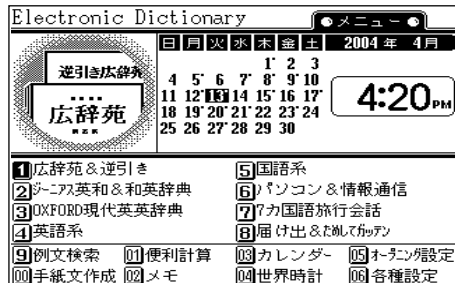 Electronic Dictionary
メニュー
逆引き広辞苑
広辞苑
日 月 火 水 木 金 土 2004年 4月
1 2 3
4 5 6 7 8 9 10
11 12 13 14 15 16 17
18 19 20 21 22 23 24
25 26 27 28 29 30
4:20PM
1 広辞苑&逆引き
2 ジーニアス英和&和英辞典
3 OXFORD現代英英辞典
4 英語系
5 国語系
6 パソコン&情報通信
7 7カ国語旅行会話
8 届け出&ためしてガッテン
9 例文検索 01 便利計算 03 カレンダー 05 オープニング設定
00 手紙文作成 02 メモ 04 世界時計 06 各種設定